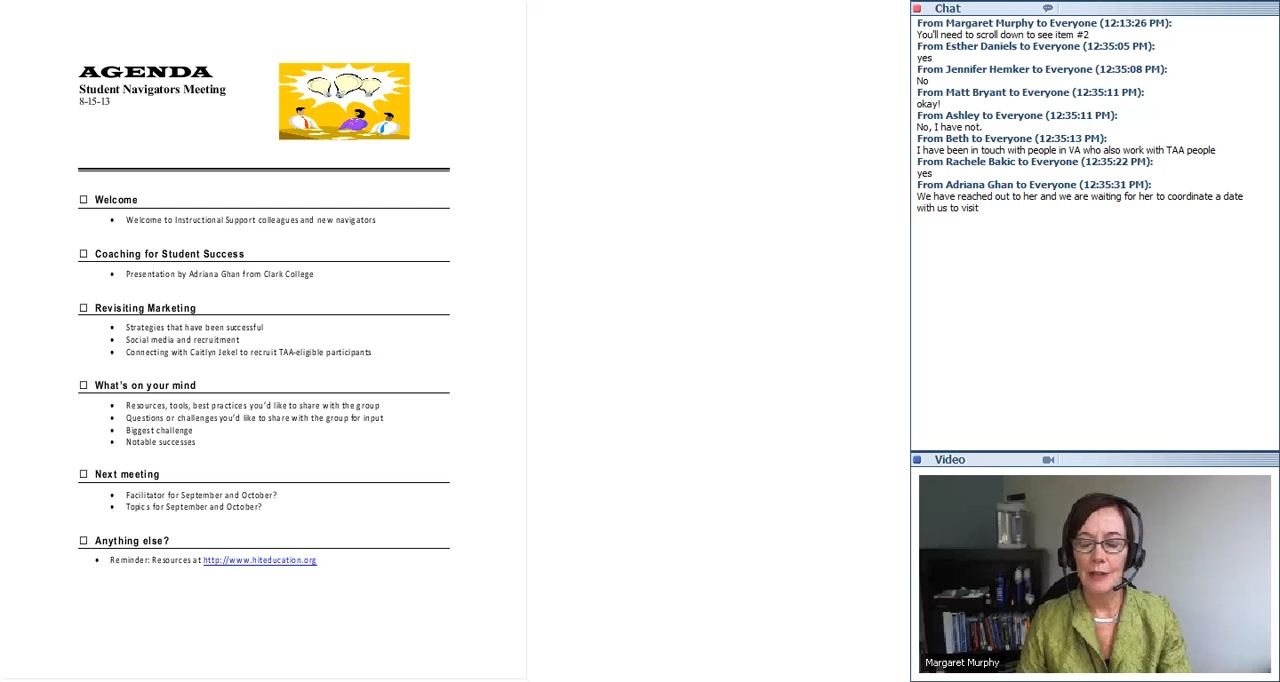 AGENDA
Student Navigators Meeting
8-15-13
Welcome
Welcome to Instructional Support colleagues and new navigators
Coaching for Student Success
Presentation by Adriana Ghan from Clark College
Revisiting Marketing
Strategies that have been successful
Social media and recruitment
Connecting with Caitlyn Jekel to recruit TAA-eligible participants
What's on your mind
Resources, tools, best practices you'd like to share with the group
Questions or challenges you'd like to share with the group for input
Biggest challenge
Notable successes
Next meeting
Facilitator for September and October?
Topics for September and October?
Anything else?
Reminder: Resources at http://www.hiteducation.org
Chat
From Margaret Murphy to Everyone (12:13:26 PM):
You'll need to scroll down to see item #2
From Esther Daniels to Everyone (12:35:05 PM):
yes
From Jennifer Hemker to Everyone (12:35:08 PM):
No
From Matt Bryant to Everyone (12:35:11 PM):
okay!
From Ashley to Everyone (12:35:11 PM):
No, I have not.
From Beth to Everyone (12:35:13 PM):
I have been in touch with people in VA who also work with TAA people
From Rachele Bakic to Everyone (12:35:22 PM):
yes
From Adriana Ghan to Everyone (12:35:31 PM):
We have reached out to her and we are waiting for her to coordinate a date
with us to visit
Video
Margaret Murphy